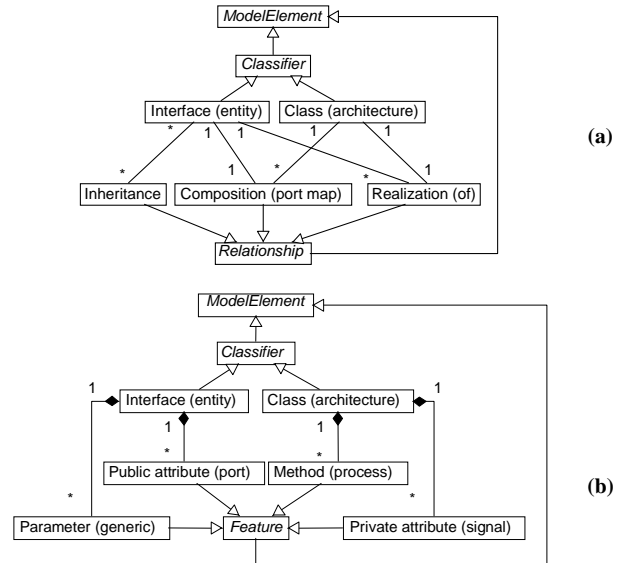 ModelElement
Classifier
Interface (entity) Class (architecture)
* 1 1 1 1
(a)
* 1 * * 1
Inheritance Composition (port map) Realization (of)
Relationship
ModelElement
Classifier
1 Interface (entity) Class (architecture) 1
1 1
* *
Public attribute (port) Method (process)
(b)
* *
Parameter (generic) Feature Private attribute (signal)